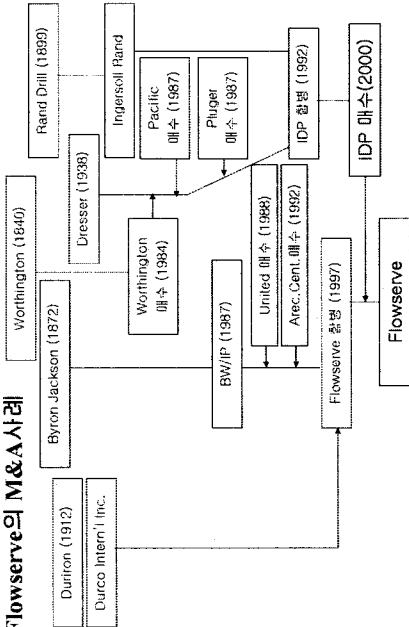 Flowserve의 M&A사례
Worthington (1840)
Rand Drill (1899)
Byron Jackson (1872)
Dresser (1938)
Ingersoll Rand
Duriron (1912)
Durco Intern'l Inc.
Worthington
매수 (1984)
Pacific
매수 (1987)
Pluger
매수 (1987)
BW/IP (1987)
United 매수 (1988)
Arec.Cent.매수 (1992)
IDP 합병 (1992)
Flowserve 합병 (1997)
IDP 매수(2000)
Flowserve